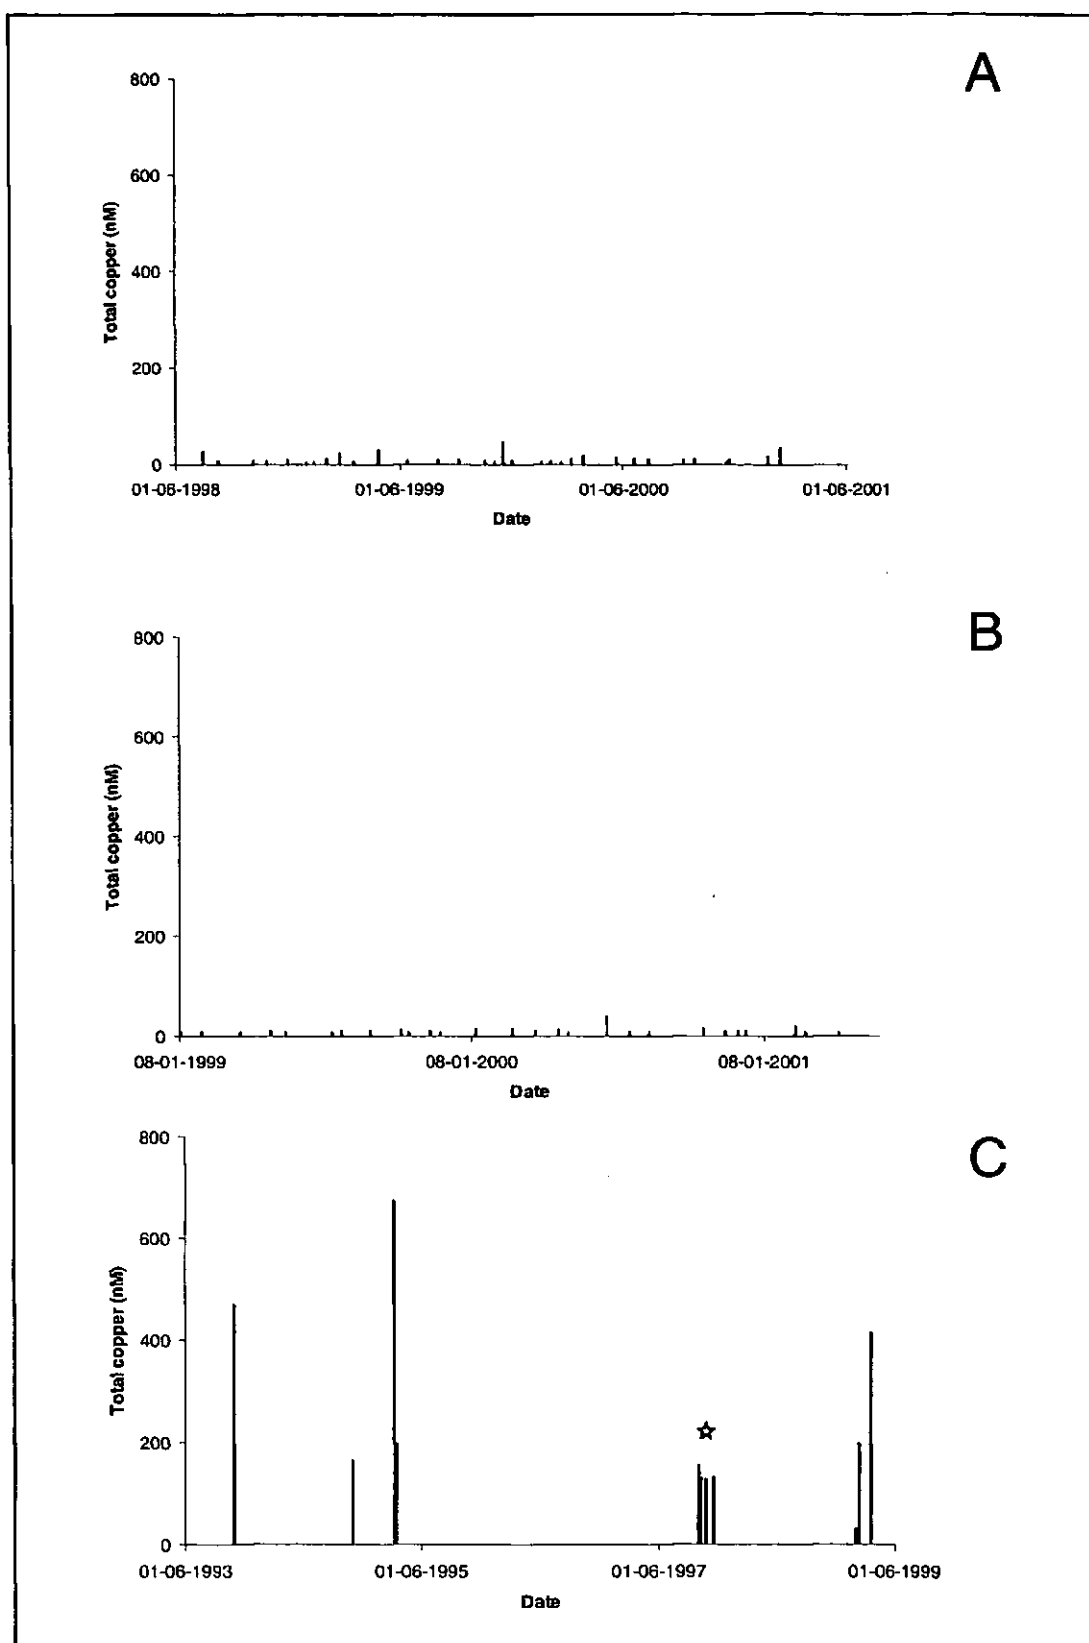 A
800
600
400
200
0
Total copper (nM)
01-06-1998 01-06-1999 01-06-2000 01-06-2001
Date
B
800
600
400
200
0
Total copper (nM)
08-01-1999 08-01-2000 08-01-2001
Date
C
800
600
400
200
0
Total copper (nM)
01-06-1993 01-06-1995 01-06-1997 01-06-1999
Date